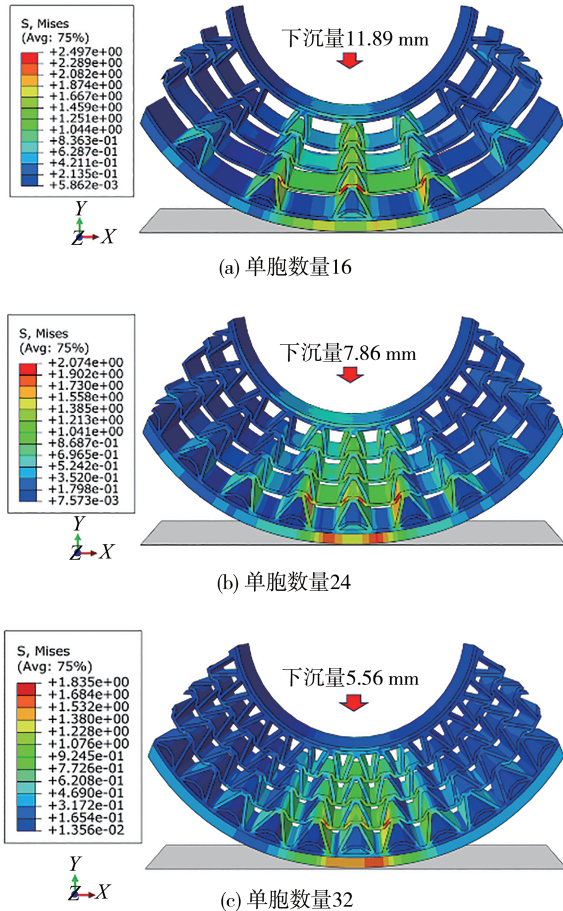 S, Mises
(Avg: 75%)
+2.497e+00
+2.289e+00
+2.082e+00
+1.874e+00
+1.667e+00
+1.459e+00
+1.251e+00
+1.044e+00
+8.363e-01
+6.287e-01
+4.211e-01
+2.135e-01
+5.862e-03
下沉量11.89 mm
Y
Z
X
(a) 单胞数量16
S, Mises
(Avg: 75%)
+2.074e+00
+1.902e+00
+1.730e+00
+1.558e+00
+1.385e+00
+1.213e+00
+1.041e+00
+8.687e-01
+6.965e-01
+5.242e-01
+3.520e-01
+1.798e-01
+7.573e-03
下沉量7.86 mm
Y
Z
X
(b) 单胞数量24
S, Mises
(Avg: 75%)
+1.835e+00
+1.684e+00
+1.532e+00
+1.380e+00
+1.228e+00
+1.076e+00
+9.245e-01
+7.726e-01
+6.208e-01
+4.690e-01
+3.172e-01
+1.654e-01
+1.356e-02
下沉量5.56 mm
Y
Z
X
(c) 单胞数量32